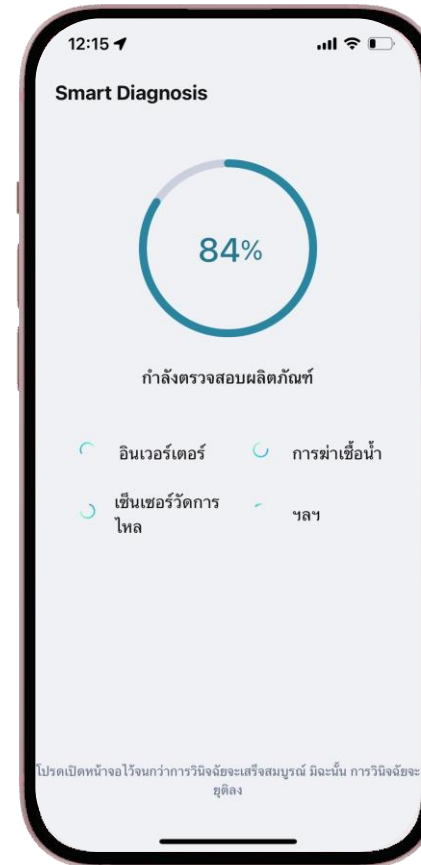 12:15
Smart Diagnosis
84%
กำลังตรวจสอบผลิตภัณฑ์
อินเวอร์เตอร์
การฆ่าเชื้อน้ำ
เซ็นเซอร์วัดการ
ไหล
ฯลฯ
โปรดเปิดหน้าจอไว้จนกว่าการวินิจฉัยจะเสร็จสมบูรณ์ มิฉะนั้น การวินิจฉัยจะ
ยุติลง